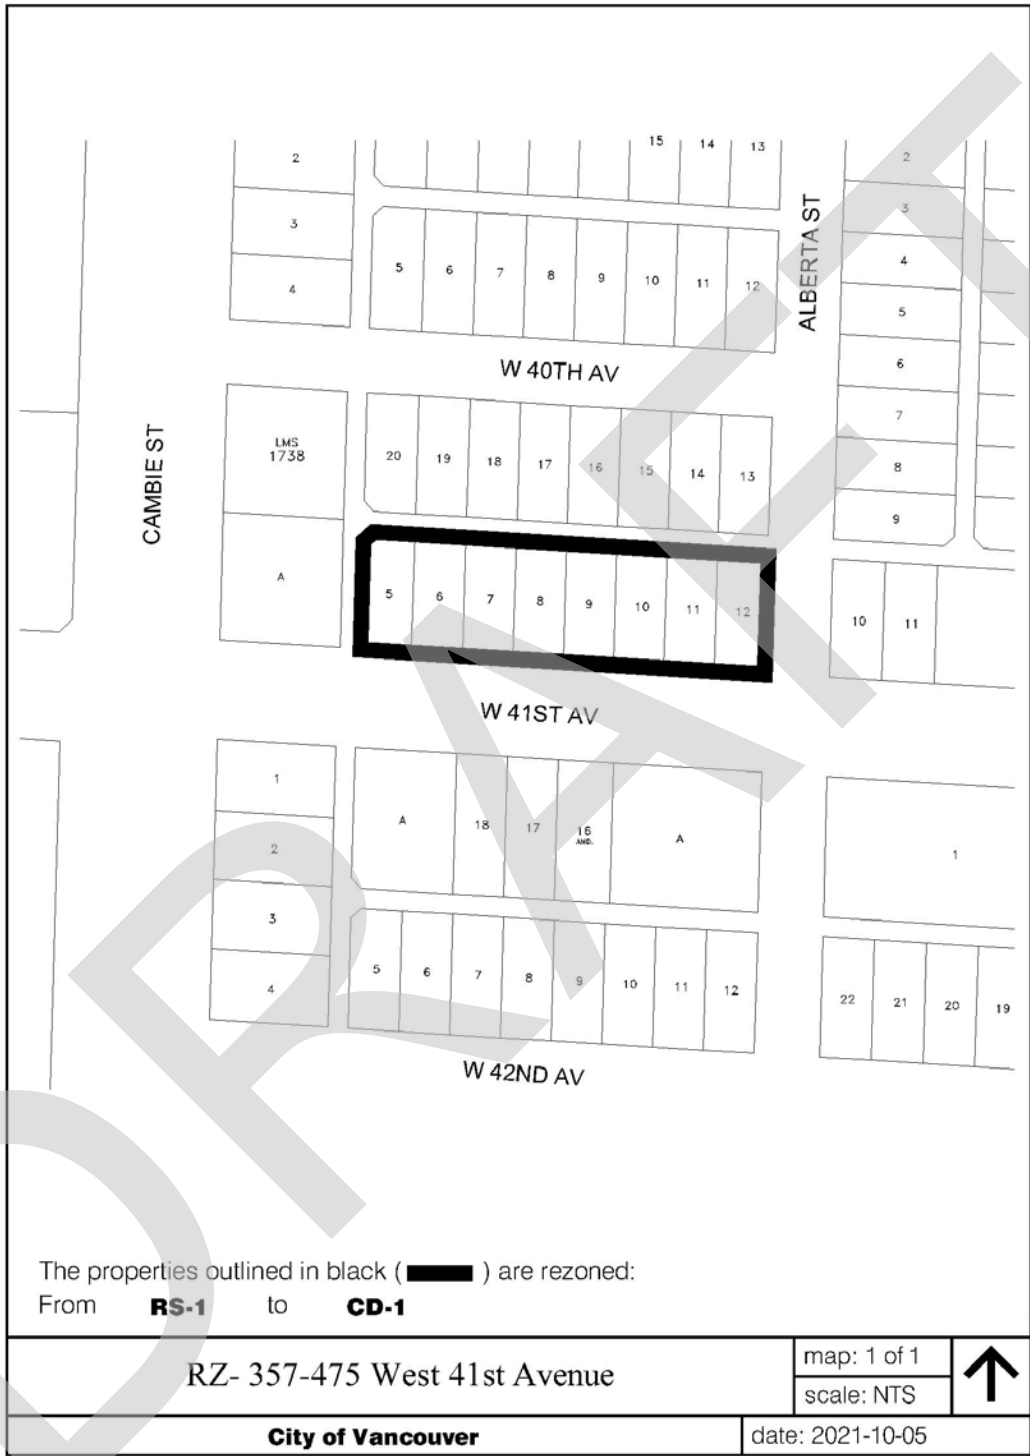 15 14 13
2
2
3
3
4
4
5 6 7 8 9 10 11 12
5
6
7
8
9
ALBERTA ST
W 40TH AV
CAMBIE ST
LMS
1738
20 19 18 17 16 15 14 13
A
5 6 7 8 9 10 11 12
10 11
W 41ST AV
1
2
3
4
A 18 17 16 A
AMD.
1
5 6 7 8 9 10 11 12
22 21 20 19
W 42ND AV
DRAFT
The properties outlined in black ( ) are rezoned:
From RS-1 to CD-1
RZ- 357-475 West 41st Avenue
map: 1 of 1
scale: NTS
City of Vancouver
date: 2021-10-05